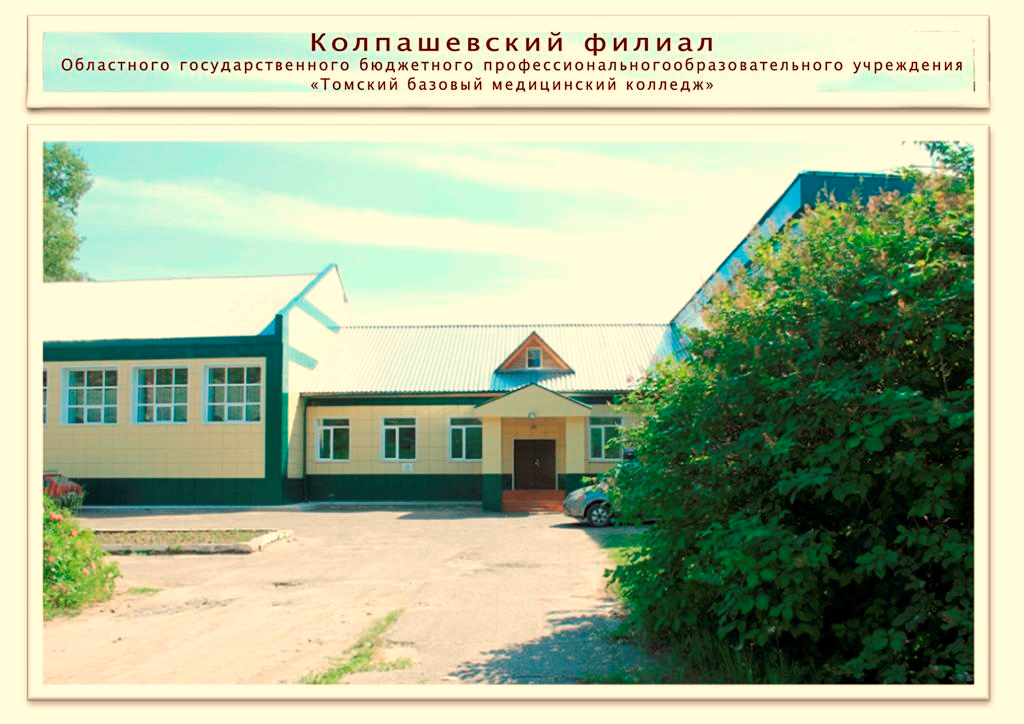 Колпашевский филиал
Областного государственного бюджетного профессиональногообразовательного учреждения
«Томский базовый медицинский колледж»